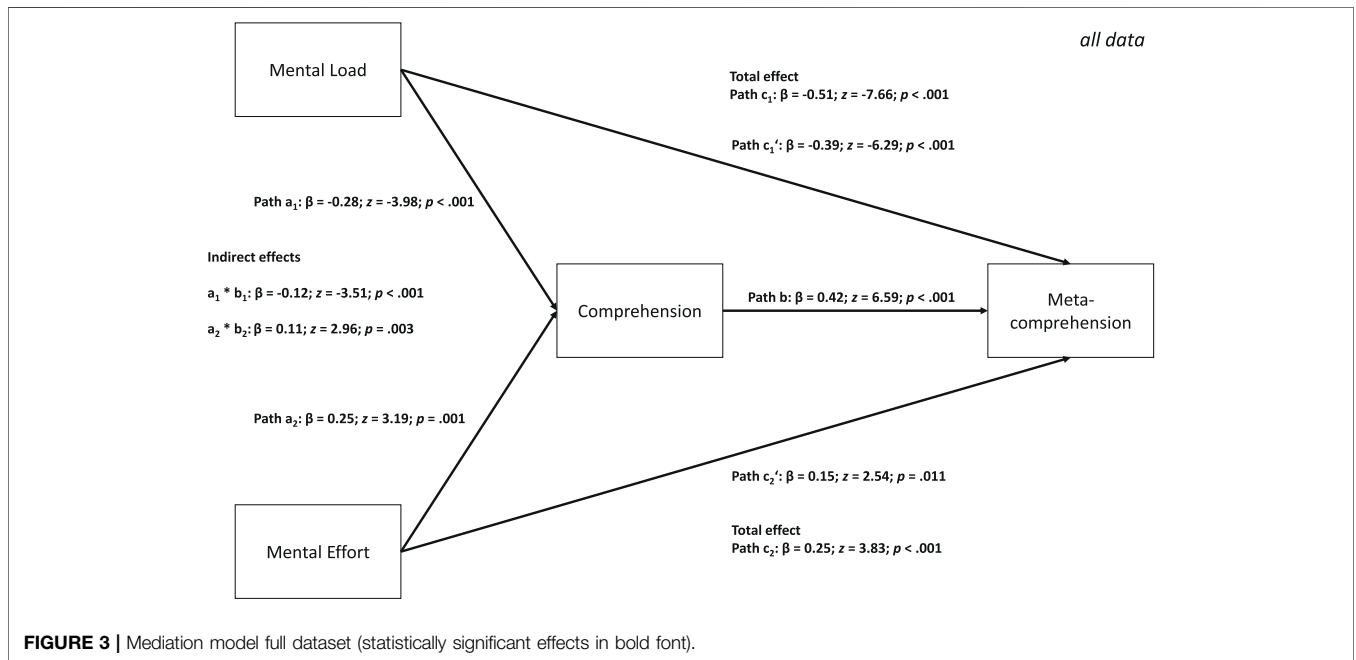 all data
Mental Load
Total effect
Path c₁: β = -0.51; z = -7.66; p < .001
Path c₁‘: β = -0.39; z = -6.29; p < .001
Path a₁: β = -0.28; z = -3.98; p < .001
Indirect effects
a₁ * b₁: β = -0.12; z = -3.51; p < .001
a₂ * b₂: β = 0.11; z = 2.96; p = .003
Comprehension
Path b: β = 0.42; z = 6.59; p < .001
Meta-
comprehension
Path a₂: β = 0.25; z = 3.19; p = .001
Path c₂‘: β = 0.15; z = 2.54; p = .011
Total effect
Path c₂: β = 0.25; z = 3.83; p < .001
Mental Effort
FIGURE 3 | Mediation model full dataset (statistically significant effects in bold font).